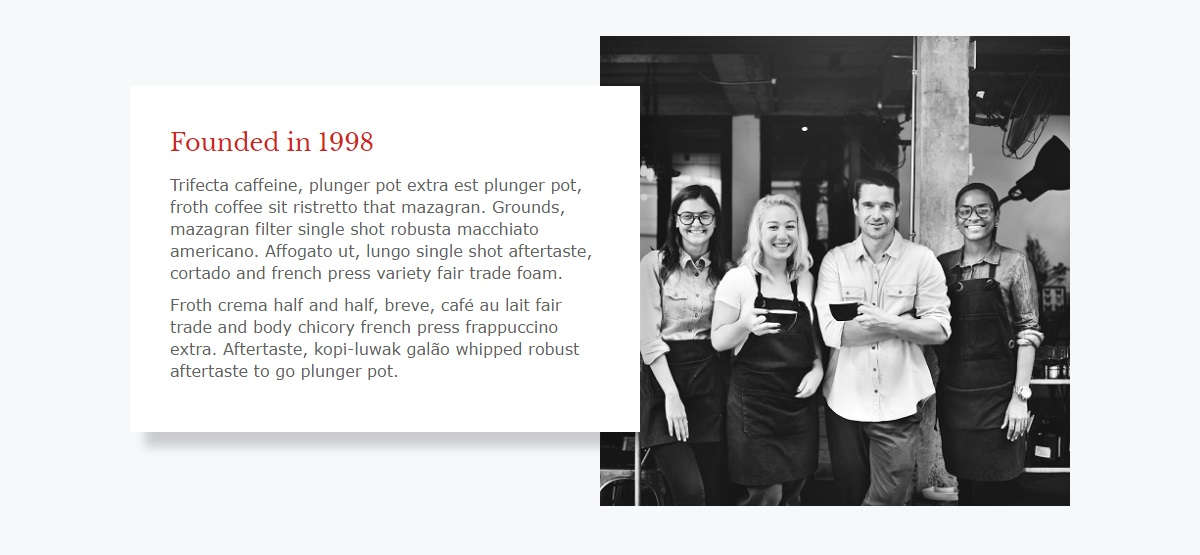 Founded in 1998
Trifecta caffeine, plunger pot extra est plunger pot,
froth coffee sit ristretto that mazagran. Grounds,
mazagran filter single shot robusta macchiato
americano. Affogato ut, lungo single shot aftertaste,
cortado and french press variety fair trade foam.
Froth crema half and half, breve, café au lait fair
trade and body chicory french press frappuccino
extra. Aftertaste, kopi-luwak galão whipped robust
aftertaste to go plunger pot.